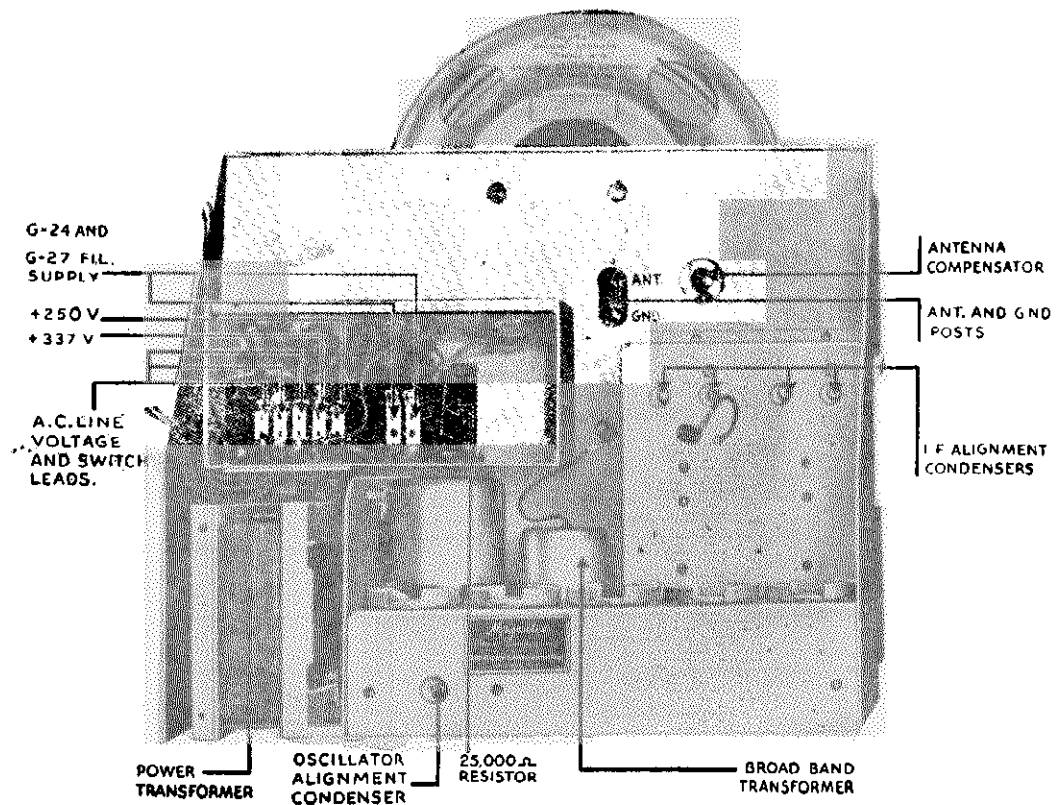 G-24 AND
G-27 FIL.
SUPPLY
+250 V
+337 V
A.C. LINE
VOLTAGE
AND SWITCH
LEADS.
ANT.
GND
ANTENNA
COMPENSATOR
ANT. AND GND
POSTS
I F ALIGNMENT
CONDENSERS
POWER
TRANSFORMER
OSCILLATOR
ALIGNMENT
CONDENSER
25,000 Ω
RESISTOR
BROAD BAND
TRANSFORMER